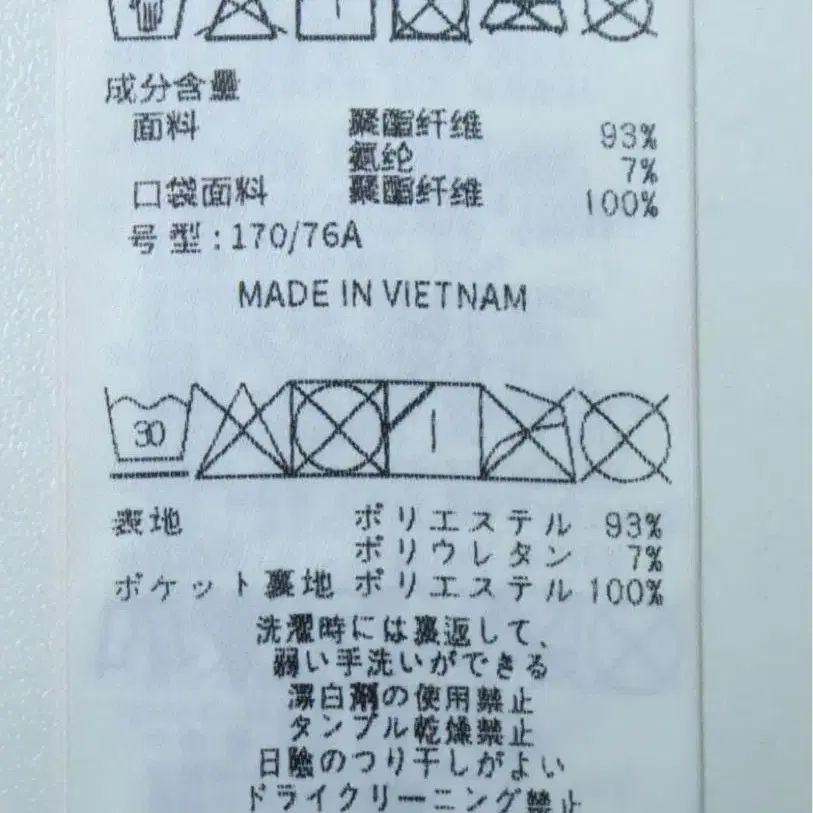 成分含量
面料 聚酯纤维 93%
氨纶 7%
口袋面料 聚酯纤维 100%
号型:170/76A
MADE IN VIETNAM
30
表地 ポリエステル 93%
ポリウレタン 7%
ポケット裏地 ポリエステル 100%
洗濯時には裏返して、
弱い手洗いができる
漂白剤の使用禁止
タンブル乾燥禁止
日陰のつり干しがよい
ドライクリーニング禁止